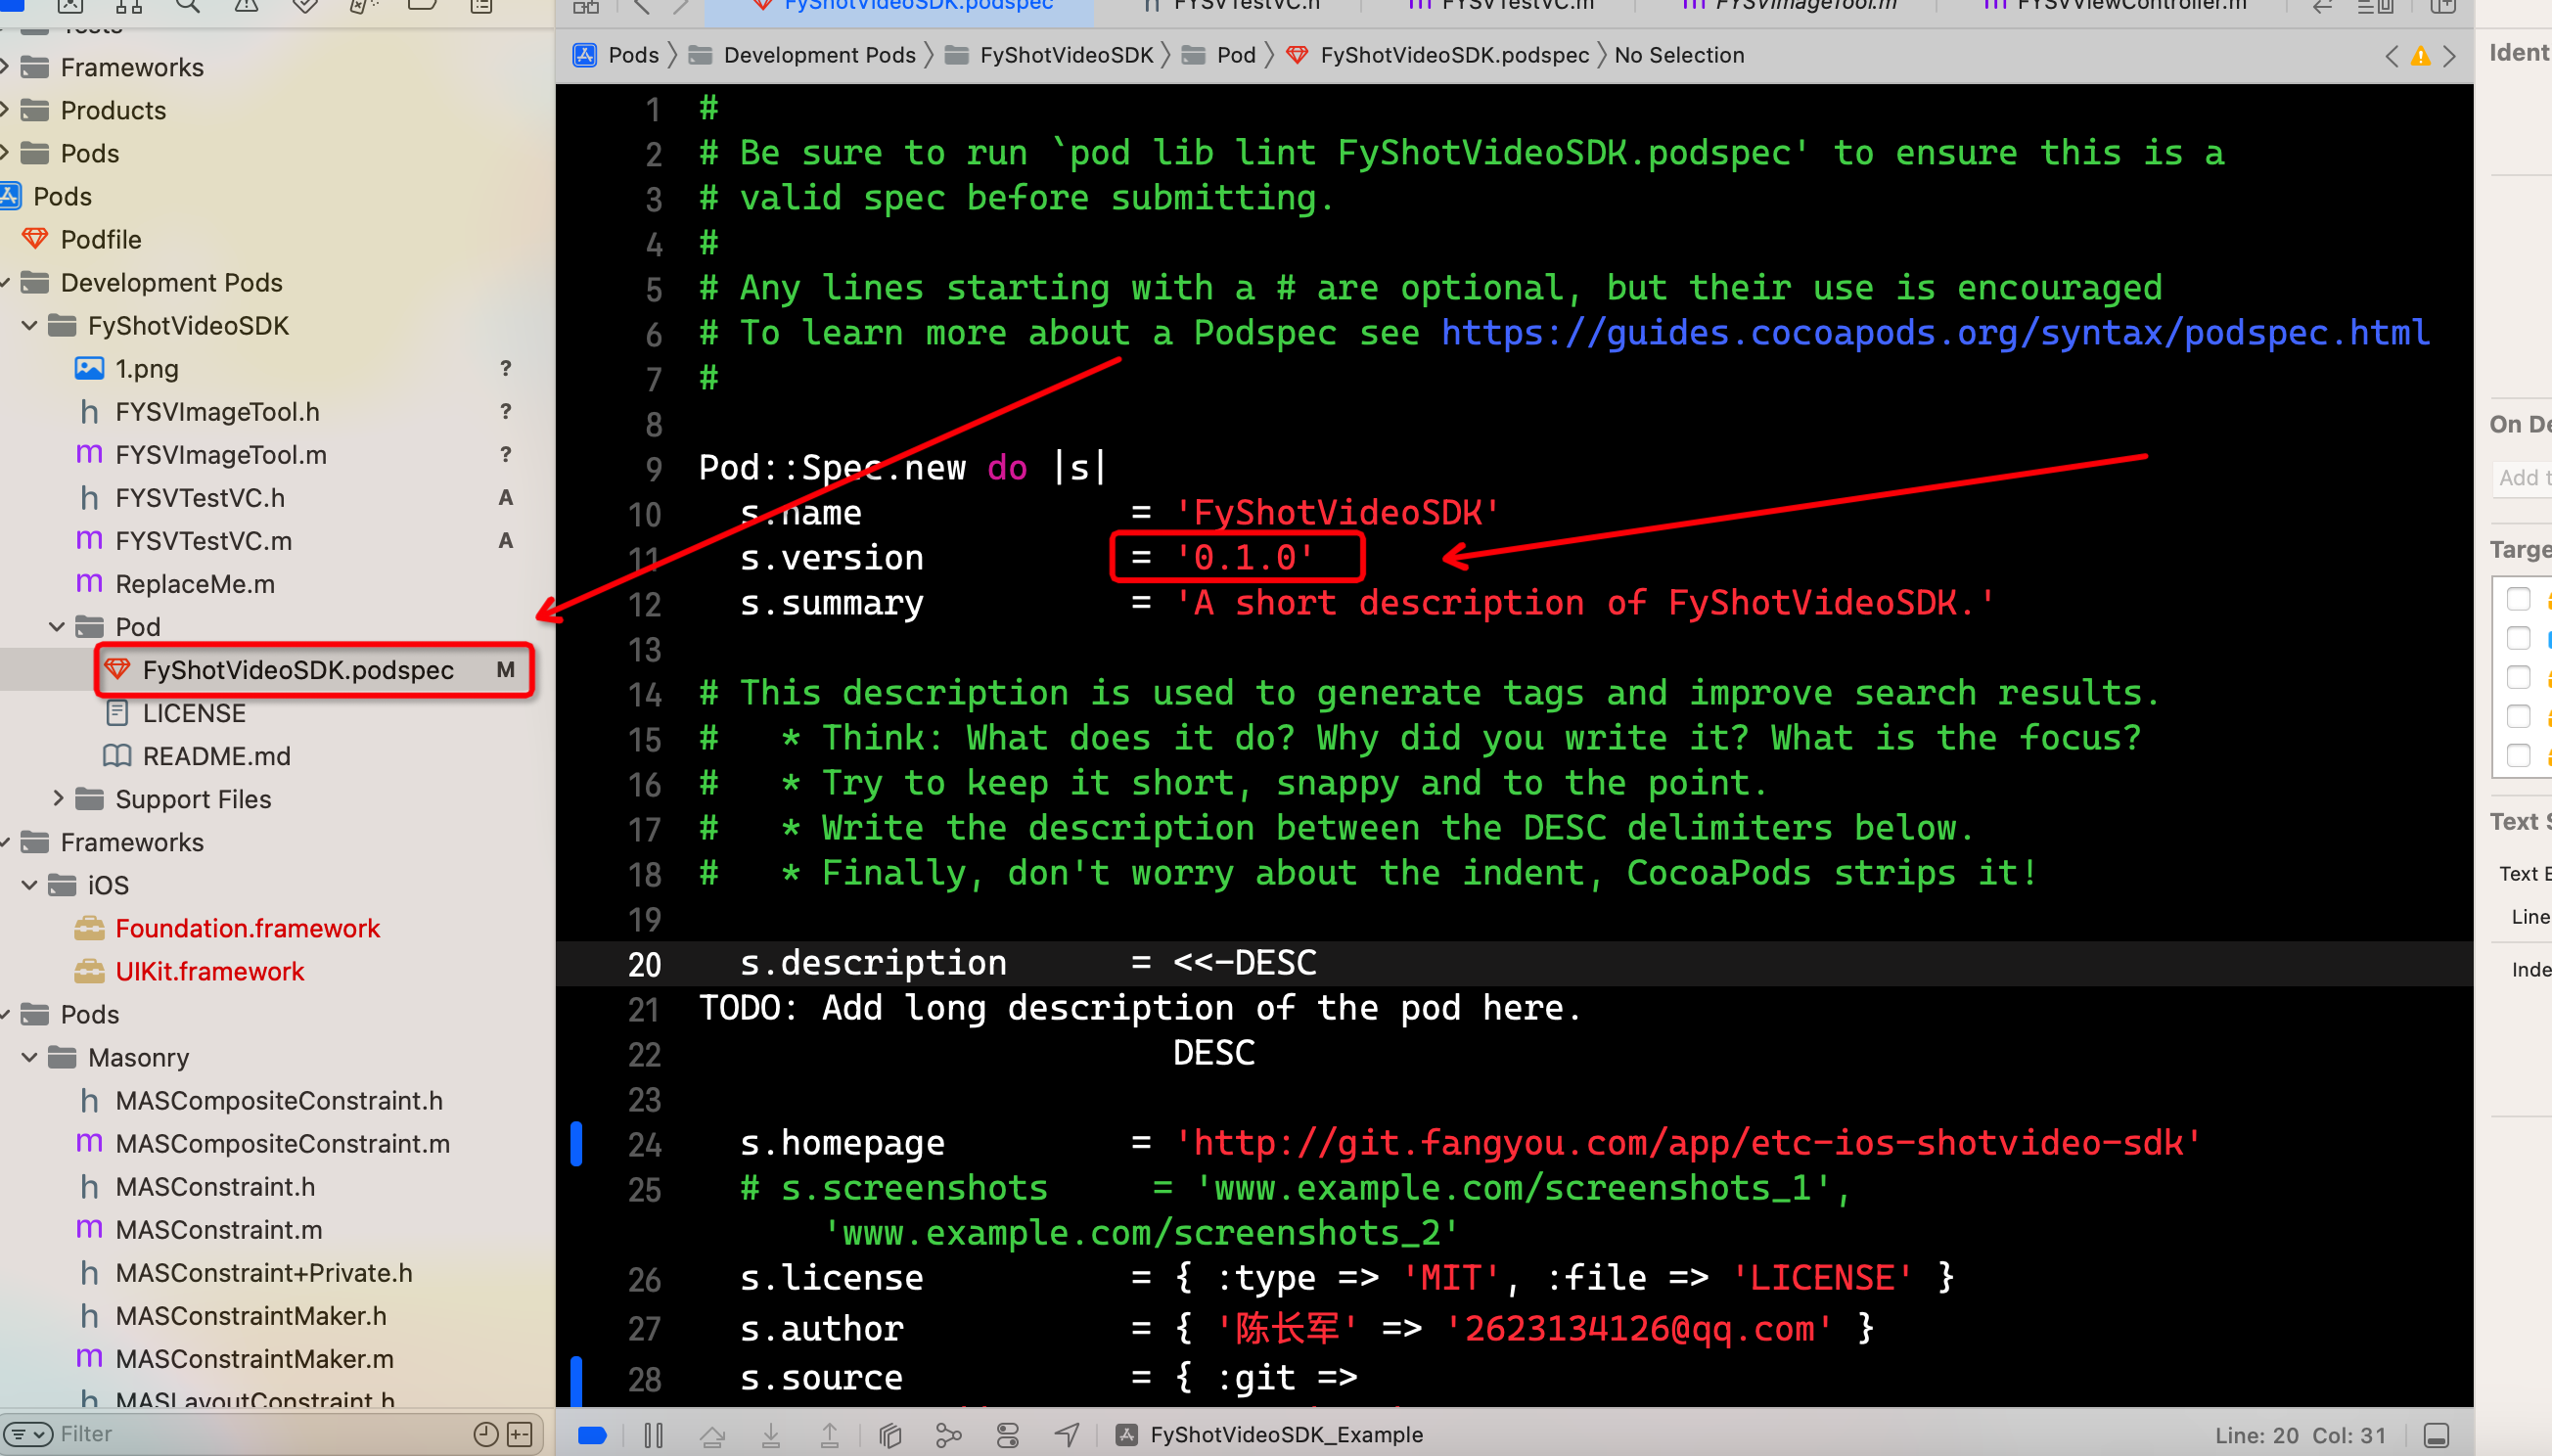 FyShotVideoSDK.podspec
FYSVTestVC.h
FYSVTestVC.m
FYSVImageTool.m
FYSVViewController.m
Tests
Frameworks
Products
Pods
Pods
Podfile
Development Pods
FyShotVideoSDK
1.png ?
FYSVImageTool.h ?
FYSVImageTool.m ?
FYSVTestVC.h A
FYSVTestVC.m A
ReplaceMe.m
Pod
FyShotVideoSDK.podspec M
LICENSE
README.md
Support Files
Frameworks
iOS
Foundation.framework
UIKit.framework
Pods
Masonry
MASCompositeConstraint.h
MASCompositeConstraint.m
MASConstraint.h
MASConstraint.m
MASConstraint+Private.h
MASConstraintMaker.h
MASConstraintMaker.m
MASLayoutConstraint.h
Filter
Pods Development Pods FyShotVideoSDK Pod FyShotVideoSDK.podspec No Selection
1 #
2 # Be sure to run `pod lib lint FyShotVideoSDK.podspec' to ensure this is a
3 # valid spec before submitting.
4 #
5 # Any lines starting with a # are optional, but their use is encouraged
6 # To learn more about a Podspec see https://guides.cocoapods.org/syntax/podspec.html
7 #
8
9 Pod::Spec.new do |s|
10 s.name = 'FyShotVideoSDK'
11 s.version = '0.1.0'
12 s.summary = 'A short description of FyShotVideoSDK.'
13
14 # This description is used to generate tags and improve search results.
15 # * Think: What does it do? Why did you write it? What is the focus?
16 # * Try to keep it short, snappy and to the point.
17 # * Write the description between the DESC delimiters below.
18 # * Finally, don't worry about the indent, CocoaPods strips it!
19
20 s.description = <<-DESC
21 TODO: Add long description of the pod here.
22 DESC
23
24 s.homepage = 'http://git.fangyou.com/app/etc-ios-shotvideo-sdk'
25 # s.screenshots = 'www.example.com/screenshots_1',
'www.example.com/screenshots_2'
26 s.license = { :type => 'MIT', :file => 'LICENSE' }
27 s.author = { '陈长军' => '2623134126@qq.com' }
28 s.source = { :git =>
FyShotVideoSDK_Example
Line: 20 Col: 31
Ident
On De
Add t
Targe
Text S
Text E
Line
Inde